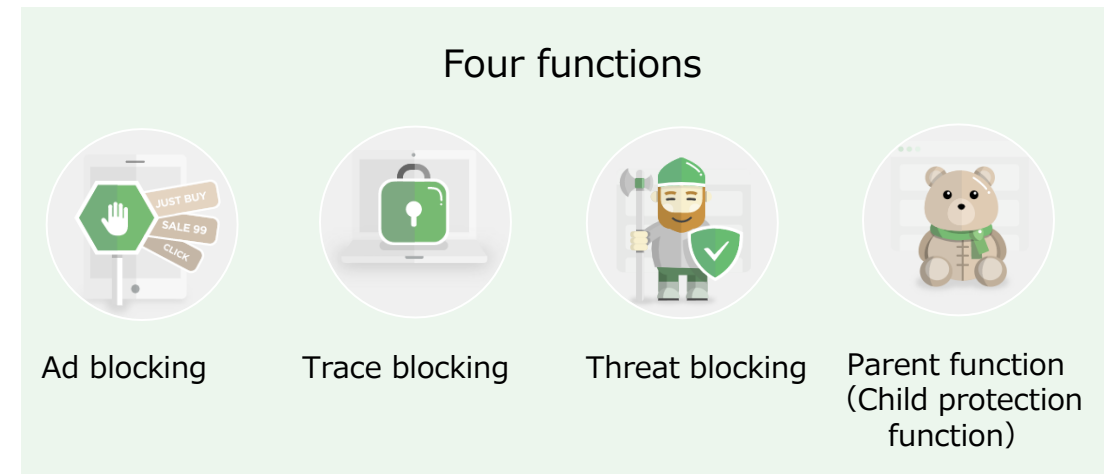 Four functions
JUST BUY
SALE 99
CLICK
Ad blocking
Trace blocking
Threat blocking
Parent function
（Child protection
function）